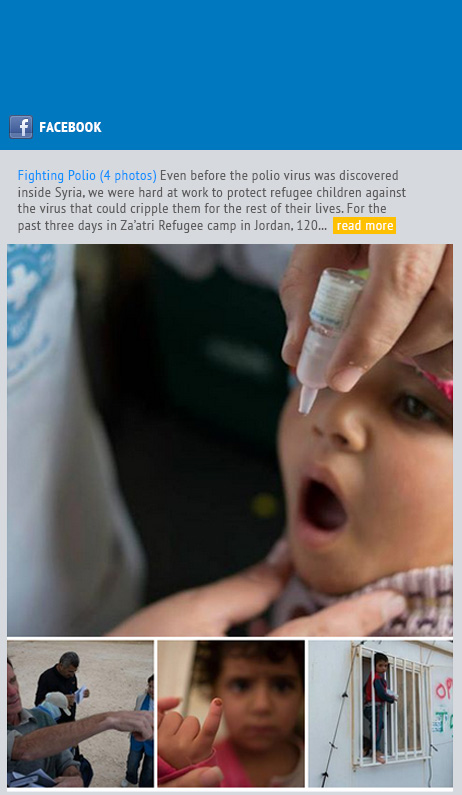 FACEBOOK
Fighting Polio (4 photos) Even before the polio virus was discovered
inside Syria, we were hard at work to protect refugee children against
the virus that could cripple them for the rest of their lives. For the
past three days in Za'atri Refugee camp in Jordan, 120... read more